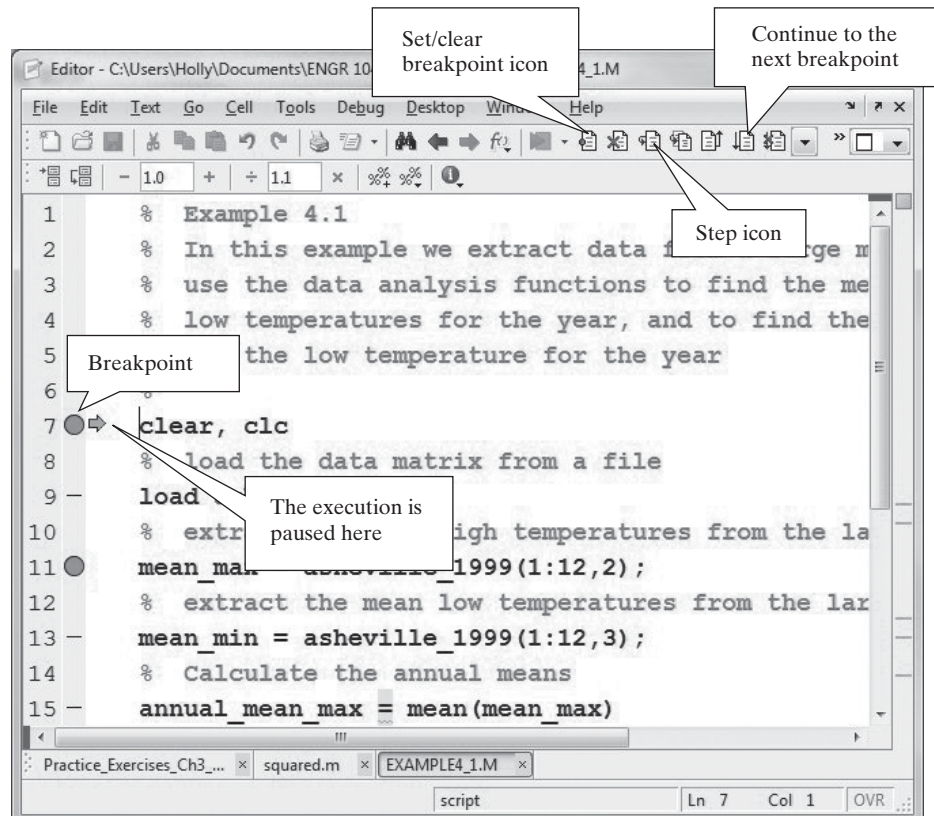 Set/clear
breakpoint icon
Continue to the
next breakpoint
Editor - C:\Users\Holly\Documents\ENGR 10 4_1.M
File Edit Text Go Cell Tools Debug Desktop Help
1.0 1.1
Step icon
1 % Example 4.1
2 % In this example we extract data
3 % use the data analysis functions to find the me
4 % low temperatures for the year, and to find the
5 the low temperature for the year
Breakpoint
6 %
7 clear, clc
8 % load the data matrix from a file
9 load
The execution is
paused here
10 % extr igh temperatures from the la
11 mean_max asheville_1999(1:12,2);
12 % extract the mean low temperatures from the lar
13 mean_min = asheville_1999(1:12,3);
14 % Calculate the annual means
15 annual_mean_max = mean(mean_max)
Practice_Exercises_Ch3_... × squared.m × EXAMPLE4_1.M ×
script Ln 7 Col 1 OVR